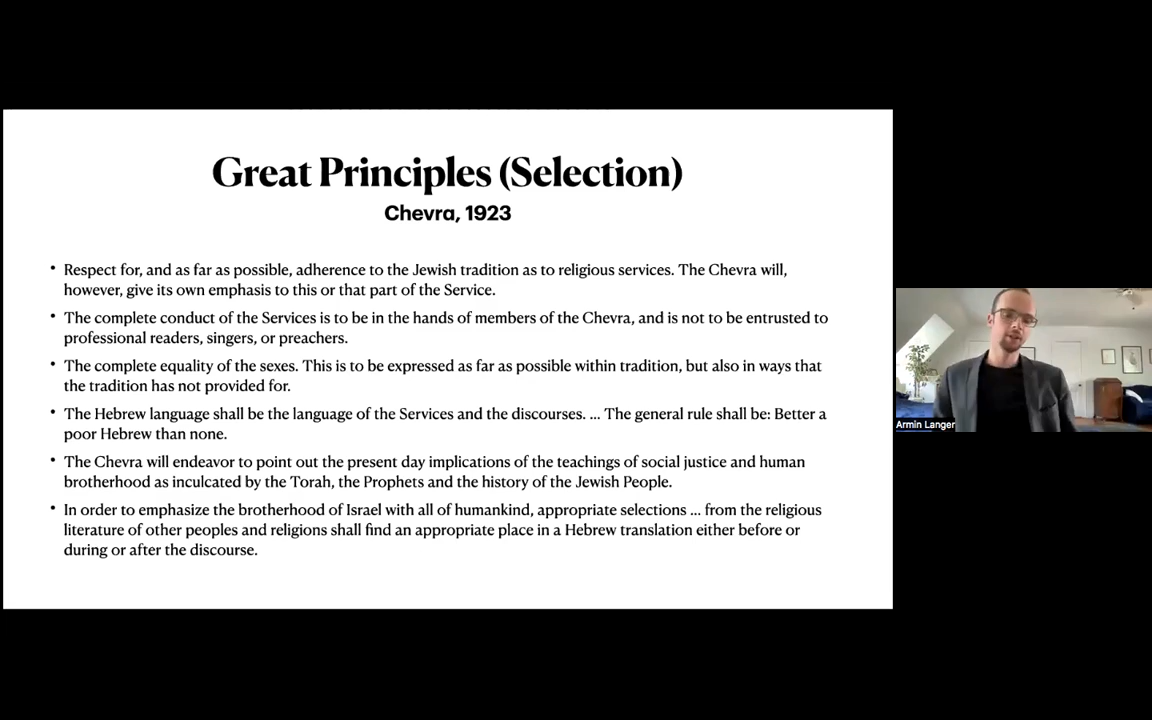 Great Principles (Selection)
Chevra, 1923
• Respect for, and as far as possible, adherence to the Jewish tradition as to religious services. The Chevra will,
however, give its own emphasis to this or that part of the Service.
• The complete conduct of the Services is to be in the hands of members of the Chevra, and is not to be entrusted to
professional readers, singers, or preachers.
• The complete equality of the sexes. This is to be expressed as far as possible within tradition, but also in ways that
the tradition has not provided for.
• The Hebrew language shall be the language of the Services and the discourses. ... The general rule shall be: Better a
poor Hebrew than none.
• The Chevra will endeavor to point out the present day implications of the teachings of social justice and human
brotherhood as inculcated by the Torah, the Prophets and the history of the Jewish People.
• In order to emphasize the brotherhood of Israel with all of humankind, appropriate selections ... from the religious
literature of other peoples and religions shall find an appropriate place in a Hebrew translation either before or
during or after the discourse.
Armin Langer